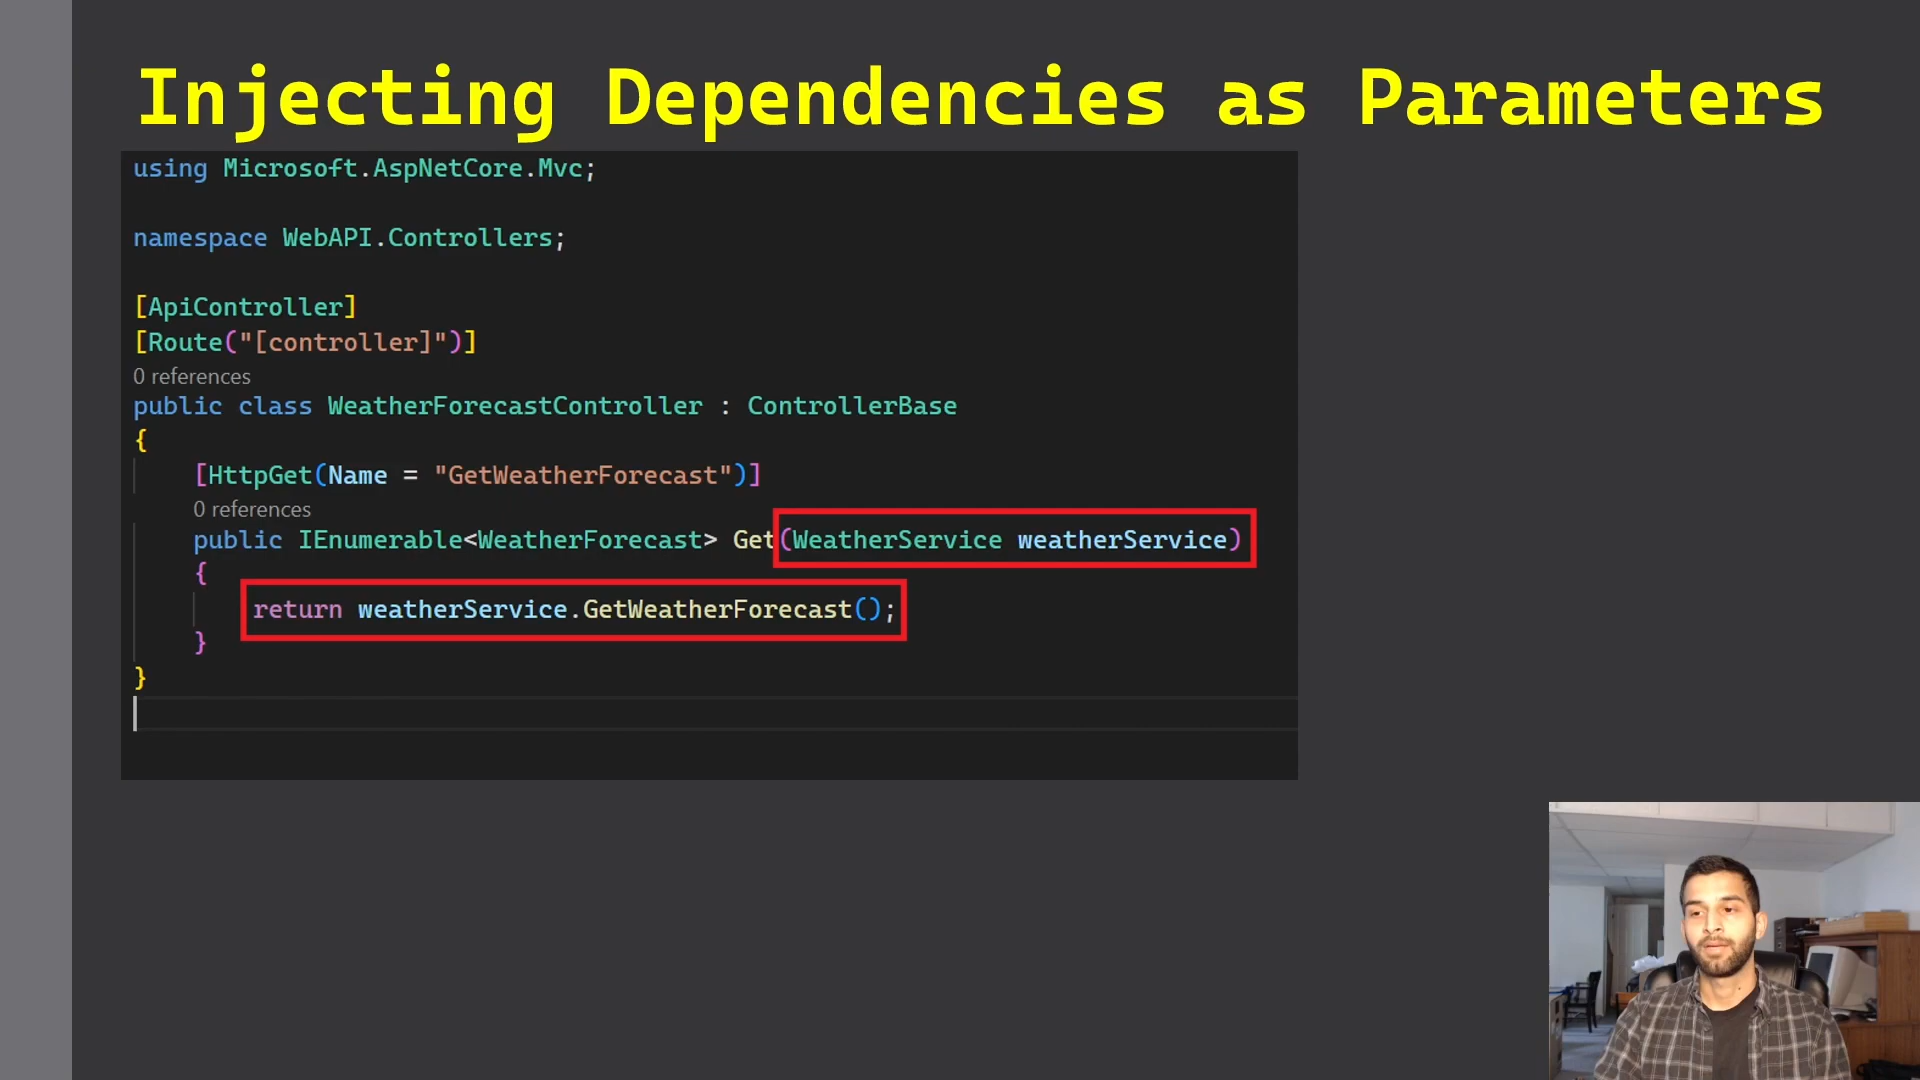 Injecting Dependencies as Parameters
using Microsoft.AspNetCore.Mvc;
namespace WebAPI.Controllers;
[ApiController]
[Route("[controller]")]
0 references
public class WeatherForecastController : ControllerBase
{
[HttpGet(Name = "GetWeatherForecast")]
0 references
public IEnumerable<WeatherForecast> Get(WeatherService weatherService)
{
return weatherService.GetWeatherForecast();
}
}